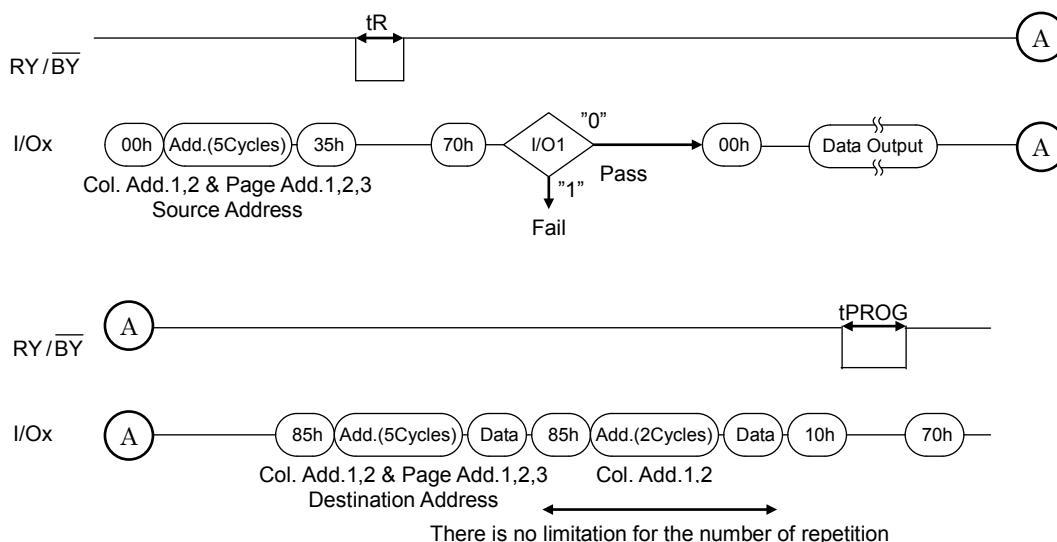 tR
RY/BY
A
I/Ox
00h Add.(5Cycles) 35h 70h I/O1 "0" 00h Data Output A
Pass
"1"
Fail
Col. Add.1,2 & Page Add.1,2,3
Source Address
A
tPROG
RY/BY
I/Ox
A 85h Add.(5Cycles) Data 85h Add.(2Cycles) Data 10h 70h
Col. Add.1,2 & Page Add.1,2,3 Col. Add.1,2
Destination Address
There is no limitation for the number of repetition